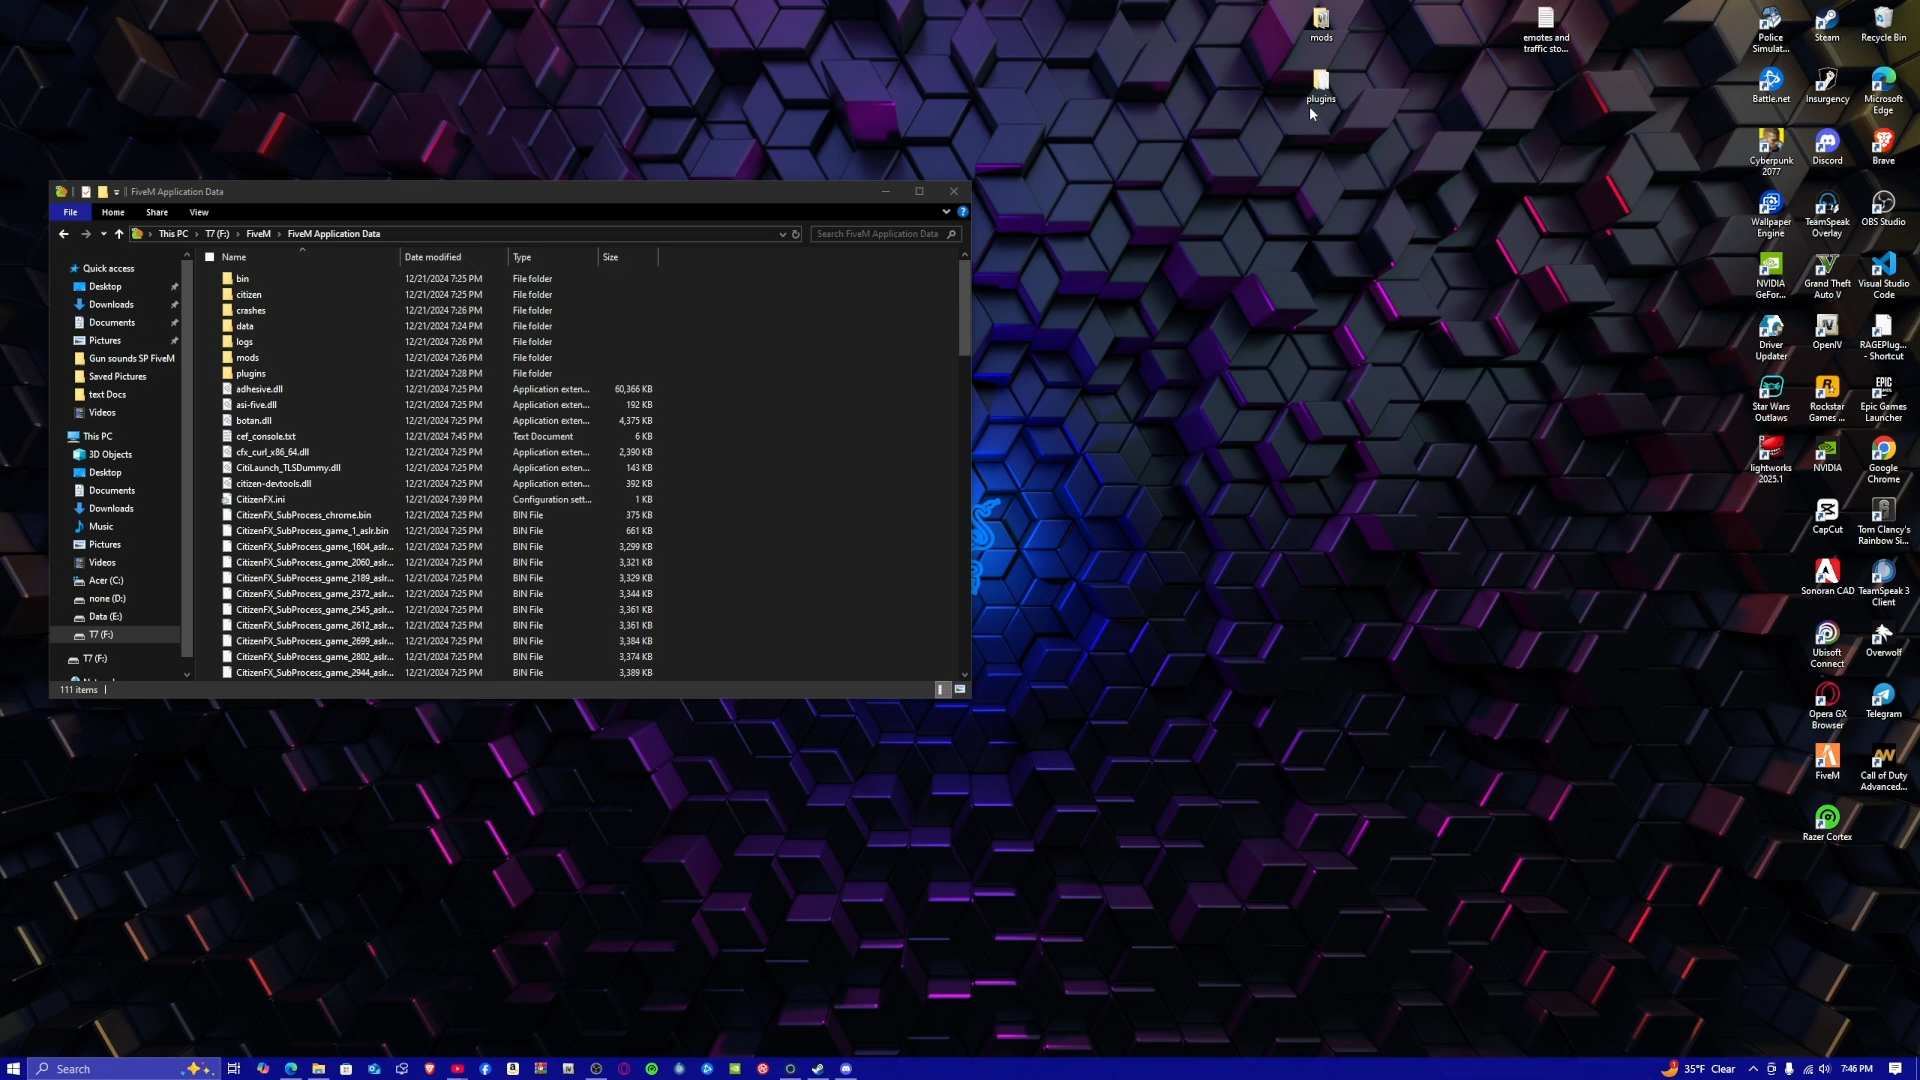 mods
plugins
emotes and
traffic sto...
Police
Simulat...
Steam
Recycle Bin
Battle.net
Insurgency
Microsoft
Edge
Cyberpunk
2077
Discord
Brave
Wallpaper
Engine
TeamSpeak
Overlay
OBS Studio
NVIDIA
GeFor...
Grand Theft
Auto V
Visual Studio
Code
Driver
Updater
OpenIV
RAGEPlug...
- Shortcut
Star Wars
Outlaws
Rockstar
Games ...
Epic Games
Launcher
lightworks
2025.1
NVIDIA
Google
Chrome
CapCut
Tom Clancy's
Rainbow Si...
Sonoran CAD
TeamSpeak 3
Client
Ubisoft
Connect
Overwolf
Opera GX
Browser
Telegram
FiveM
Call of Duty
Advanced...
Razer Cortex
FiveM Application Data
File Home Share View
This PC > T7 (F:) > FiveM > FiveM Application Data
Search FiveM Application Data
Quick access
Desktop
Downloads
Documents
Pictures
Gun sounds SP FiveM
Saved Pictures
text Docs
Videos
This PC
3D Objects
Desktop
Documents
Downloads
Music
Pictures
Videos
Acer (C:)
none (D:)
Data (E:)
T7 (F:)
T7 (F:)
Name Date modified Type Size
bin 12/21/2024 7:25 PM File folder
citizen 12/21/2024 7:25 PM File folder
crashes 12/21/2024 7:26 PM File folder
data 12/21/2024 7:24 PM File folder
logs 12/21/2024 7:26 PM File folder
mods 12/21/2024 7:26 PM File folder
plugins 12/21/2024 7:28 PM File folder
adhesive.dll 12/21/2024 7:25 PM Application exten... 60,366 KB
asi-five.dll 12/21/2024 7:25 PM Application exten... 192 KB
botan.dll 12/21/2024 7:25 PM Application exten... 4,375 KB
cef_console.txt 12/21/2024 7:45 PM Text Document 6 KB
cfx_curl_x86_64.dll 12/21/2024 7:25 PM Application exten... 2,390 KB
CitiLaunch_TLSDummy.dll 12/21/2024 7:25 PM Application exten... 143 KB
citizen-devtools.dll 12/21/2024 7:25 PM Application exten... 392 KB
CitizenFX.ini 12/21/2024 7:39 PM Configuration sett... 1 KB
CitizenFX_SubProcess_chrome.bin 12/21/2024 7:25 PM BIN File 375 KB
CitizenFX_SubProcess_game_1_aslr.bin 12/21/2024 7:25 PM BIN File 661 KB
CitizenFX_SubProcess_game_1604_aslr... 12/21/2024 7:25 PM BIN File 3,299 KB
CitizenFX_SubProcess_game_2060_aslr... 12/21/2024 7:25 PM BIN File 3,321 KB
CitizenFX_SubProcess_game_2189_aslr... 12/21/2024 7:25 PM BIN File 3,329 KB
CitizenFX_SubProcess_game_2372_aslr... 12/21/2024 7:25 PM BIN File 3,344 KB
CitizenFX_SubProcess_game_2545_aslr... 12/21/2024 7:25 PM BIN File 3,361 KB
CitizenFX_SubProcess_game_2612_aslr... 12/21/2024 7:25 PM BIN File 3,361 KB
CitizenFX_SubProcess_game_2699_aslr... 12/21/2024 7:25 PM BIN File 3,384 KB
CitizenFX_SubProcess_game_2802_aslr... 12/21/2024 7:25 PM BIN File 3,374 KB
CitizenFX_SubProcess_game_2944_aslr... 12/21/2024 7:25 PM BIN File 3,389 KB
111 items
Search
35°F Clear
7:46 PM